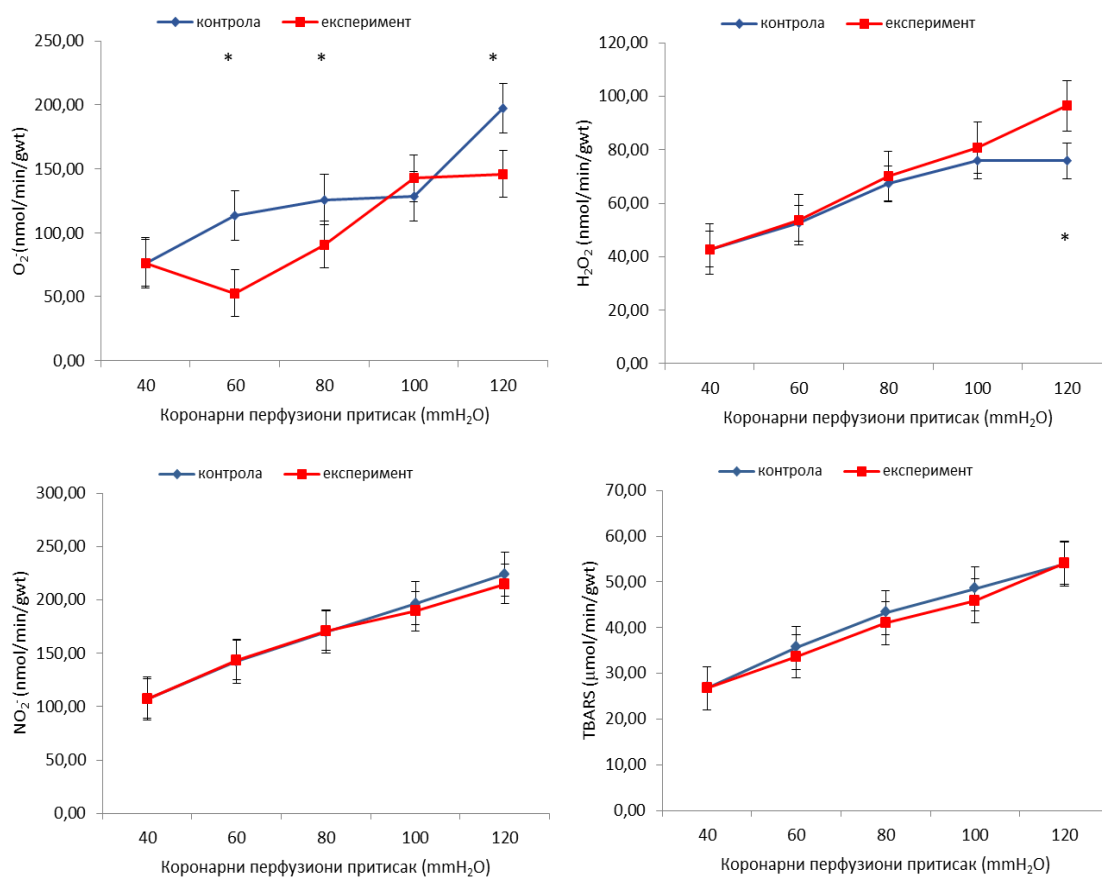 контрола експеримент
250,00
200,00
150,00
100,00
50,00
0,00
O₂⁻ (nmol/min/gwt)
* * *
40 60 80 100 120
Коронарни перфузиони притисак (mmH₂O)
контрола експеримент
120,00
100,00
80,00
60,00
40,00
20,00
0,00
H₂O₂ (nmol/min/gwt)
*
40 60 80 100 120
Коронарни перфузиони притисак (mmH₂O)
контрола експеримент
300,00
250,00
200,00
150,00
100,00
50,00
0,00
NO₂⁻ (nmol/min/gwt)
40 60 80 100 120
Коронарни перфузиони притисак (mmH₂O)
контрола експеримент
70,00
60,00
50,00
40,00
30,00
20,00
10,00
0,00
TBARS (μmol/min/gwt)
40 60 80 100 120
Коронарни перфузиони притисак (mmH₂O)